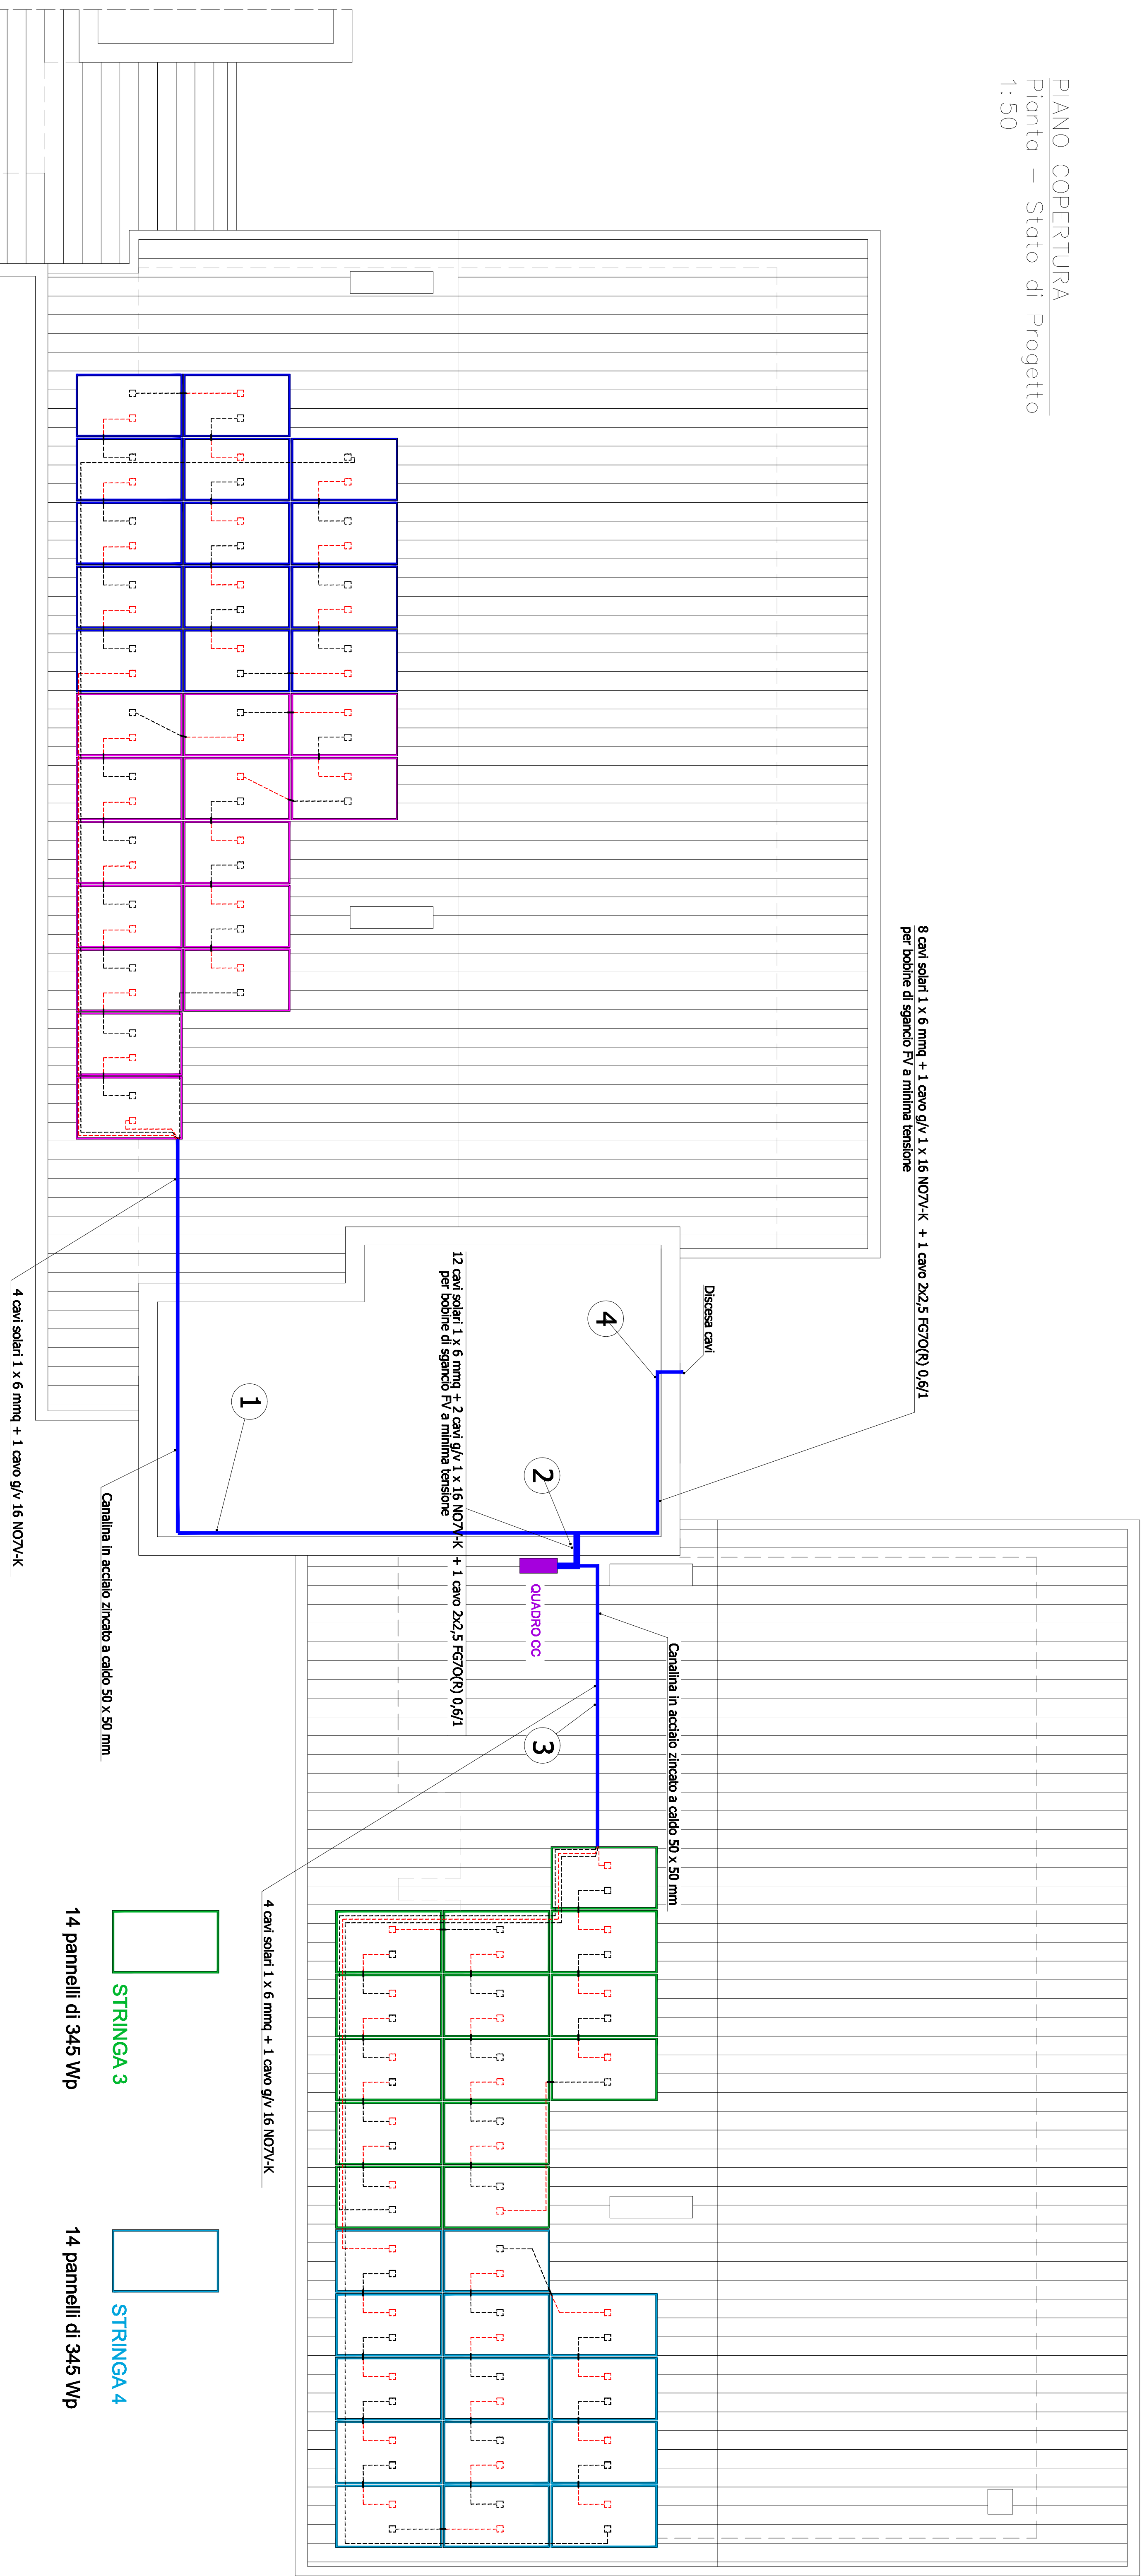 PIANO COPERTURA
Pianta - Stato di Progetto
1:50
8 cavi solari 1 x 6 mmq + 1 cavo g/v 1 x 16 NO7V-K + 1 cavo 2x2,5 FG7O(R) 0,6/1
per bobine di sgancio FV a minima tensione
Discesa cavi
4
12 cavi solari 1 x 6 mmq + 2 cavi g/v 1 x 16 NO7V-K + 1 cavo 2x2,5 FG7O(R) 0,6/1
per bobine di sgancio FV a minima tensione
2
QUADRO CC
1
Canalina in acciaio zincato a caldo 50 x 50 mm
3
4 cavi solari 1 x 6 mmq + 1 cavo g/v 16 NO7V-K
Canalina in acciaio zincato a caldo 50 x 50 mm
4 cavi solari 1 x 6 mmq + 1 cavo g/v 16 NO7V-K
STRINGA 3
14 pannelli di 345 Wp
STRINGA 4
14 pannelli di 345 Wp